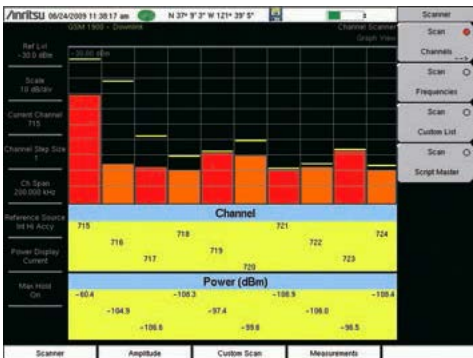 /Inritsu 06/24/2009 11:38:17 am N 37° 9' 3" W 121° 39' 5" Scanner
GSM 1900 - Downlink Channel Scanner
Graph View
Ref Lvl
-30.0 dBm
-30.00 dBm
Scale
10 dB/div
Current Channel
715
Channel Step Size
1
Ch Span
200.000 kHz
Reference Source
Int Hi Accy
Power Display
Current
Max Hold
On
Scan
Channels
-->
Scan
Frequencies
Scan
Custom List
Scan
Script Master
Channel
715 721
718 724
716 722
719
717 723
720
Power (dBm)
-60.4 -108.3 -108.9 -108.4
-104.9 -97.4 -106.0
-106.6 -99.6 -96.5
Scanner Amplitude Custom Scan Measurements